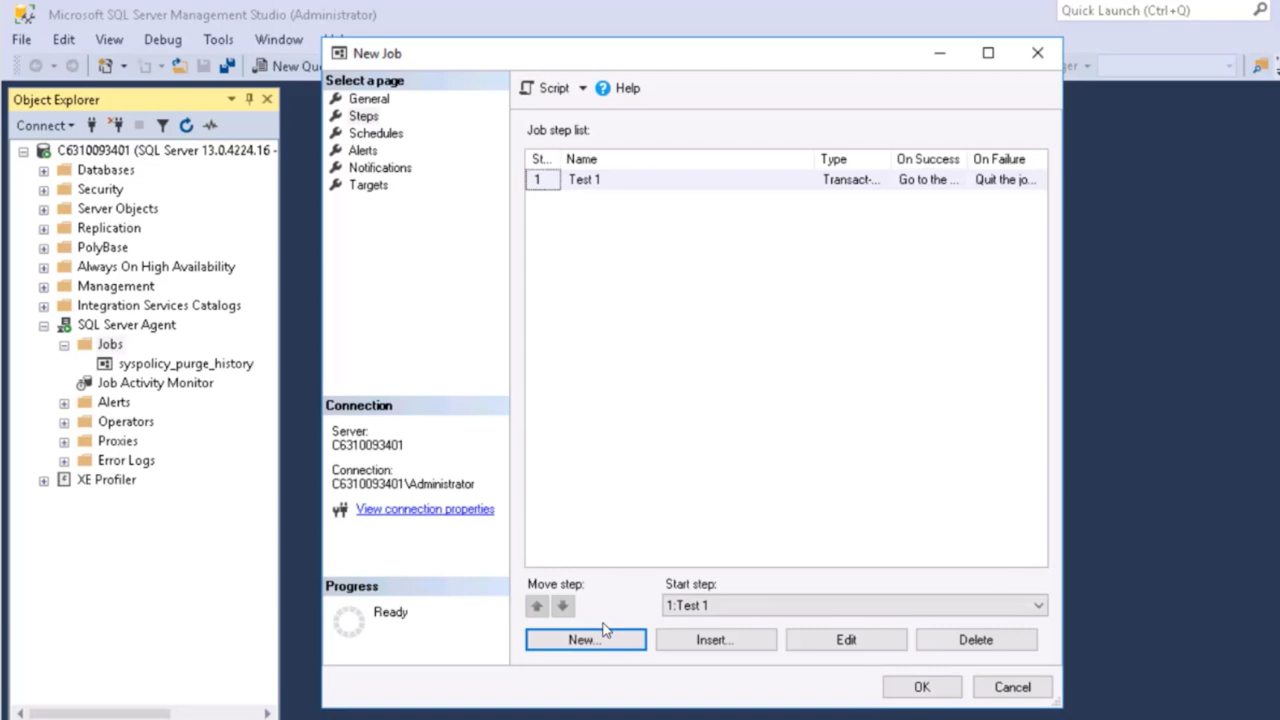 Microsoft SQL Server Management Studio (Administrator)
Quick Launch (Ctrl+Q)
File Edit View Debug Tools Window
New Job
New Qu
Object Explorer
Connect
C6310093401 (SQL Server 13.0.4224.16 -
Databases
Security
Server Objects
Replication
PolyBase
Always On High Availability
Management
Integration Services Catalogs
SQL Server Agent
Jobs
syspolicy_purge_history
Job Activity Monitor
Alerts
Operators
Proxies
Error Logs
XE Profiler
Select a page
General
Steps
Schedules
Alerts
Notifications
Targets
Connection
Server:
C6310093401
Connection:
C6310093401\Administrator
View connection properties
Progress
Ready
Script Help
Job step list:
St... Name Type On Success On Failure
1 Test 1 Transact-... Go to the ... Quit the jo...
Move step: Start step:
1:Test 1
New... Insert... Edit Delete
OK Cancel